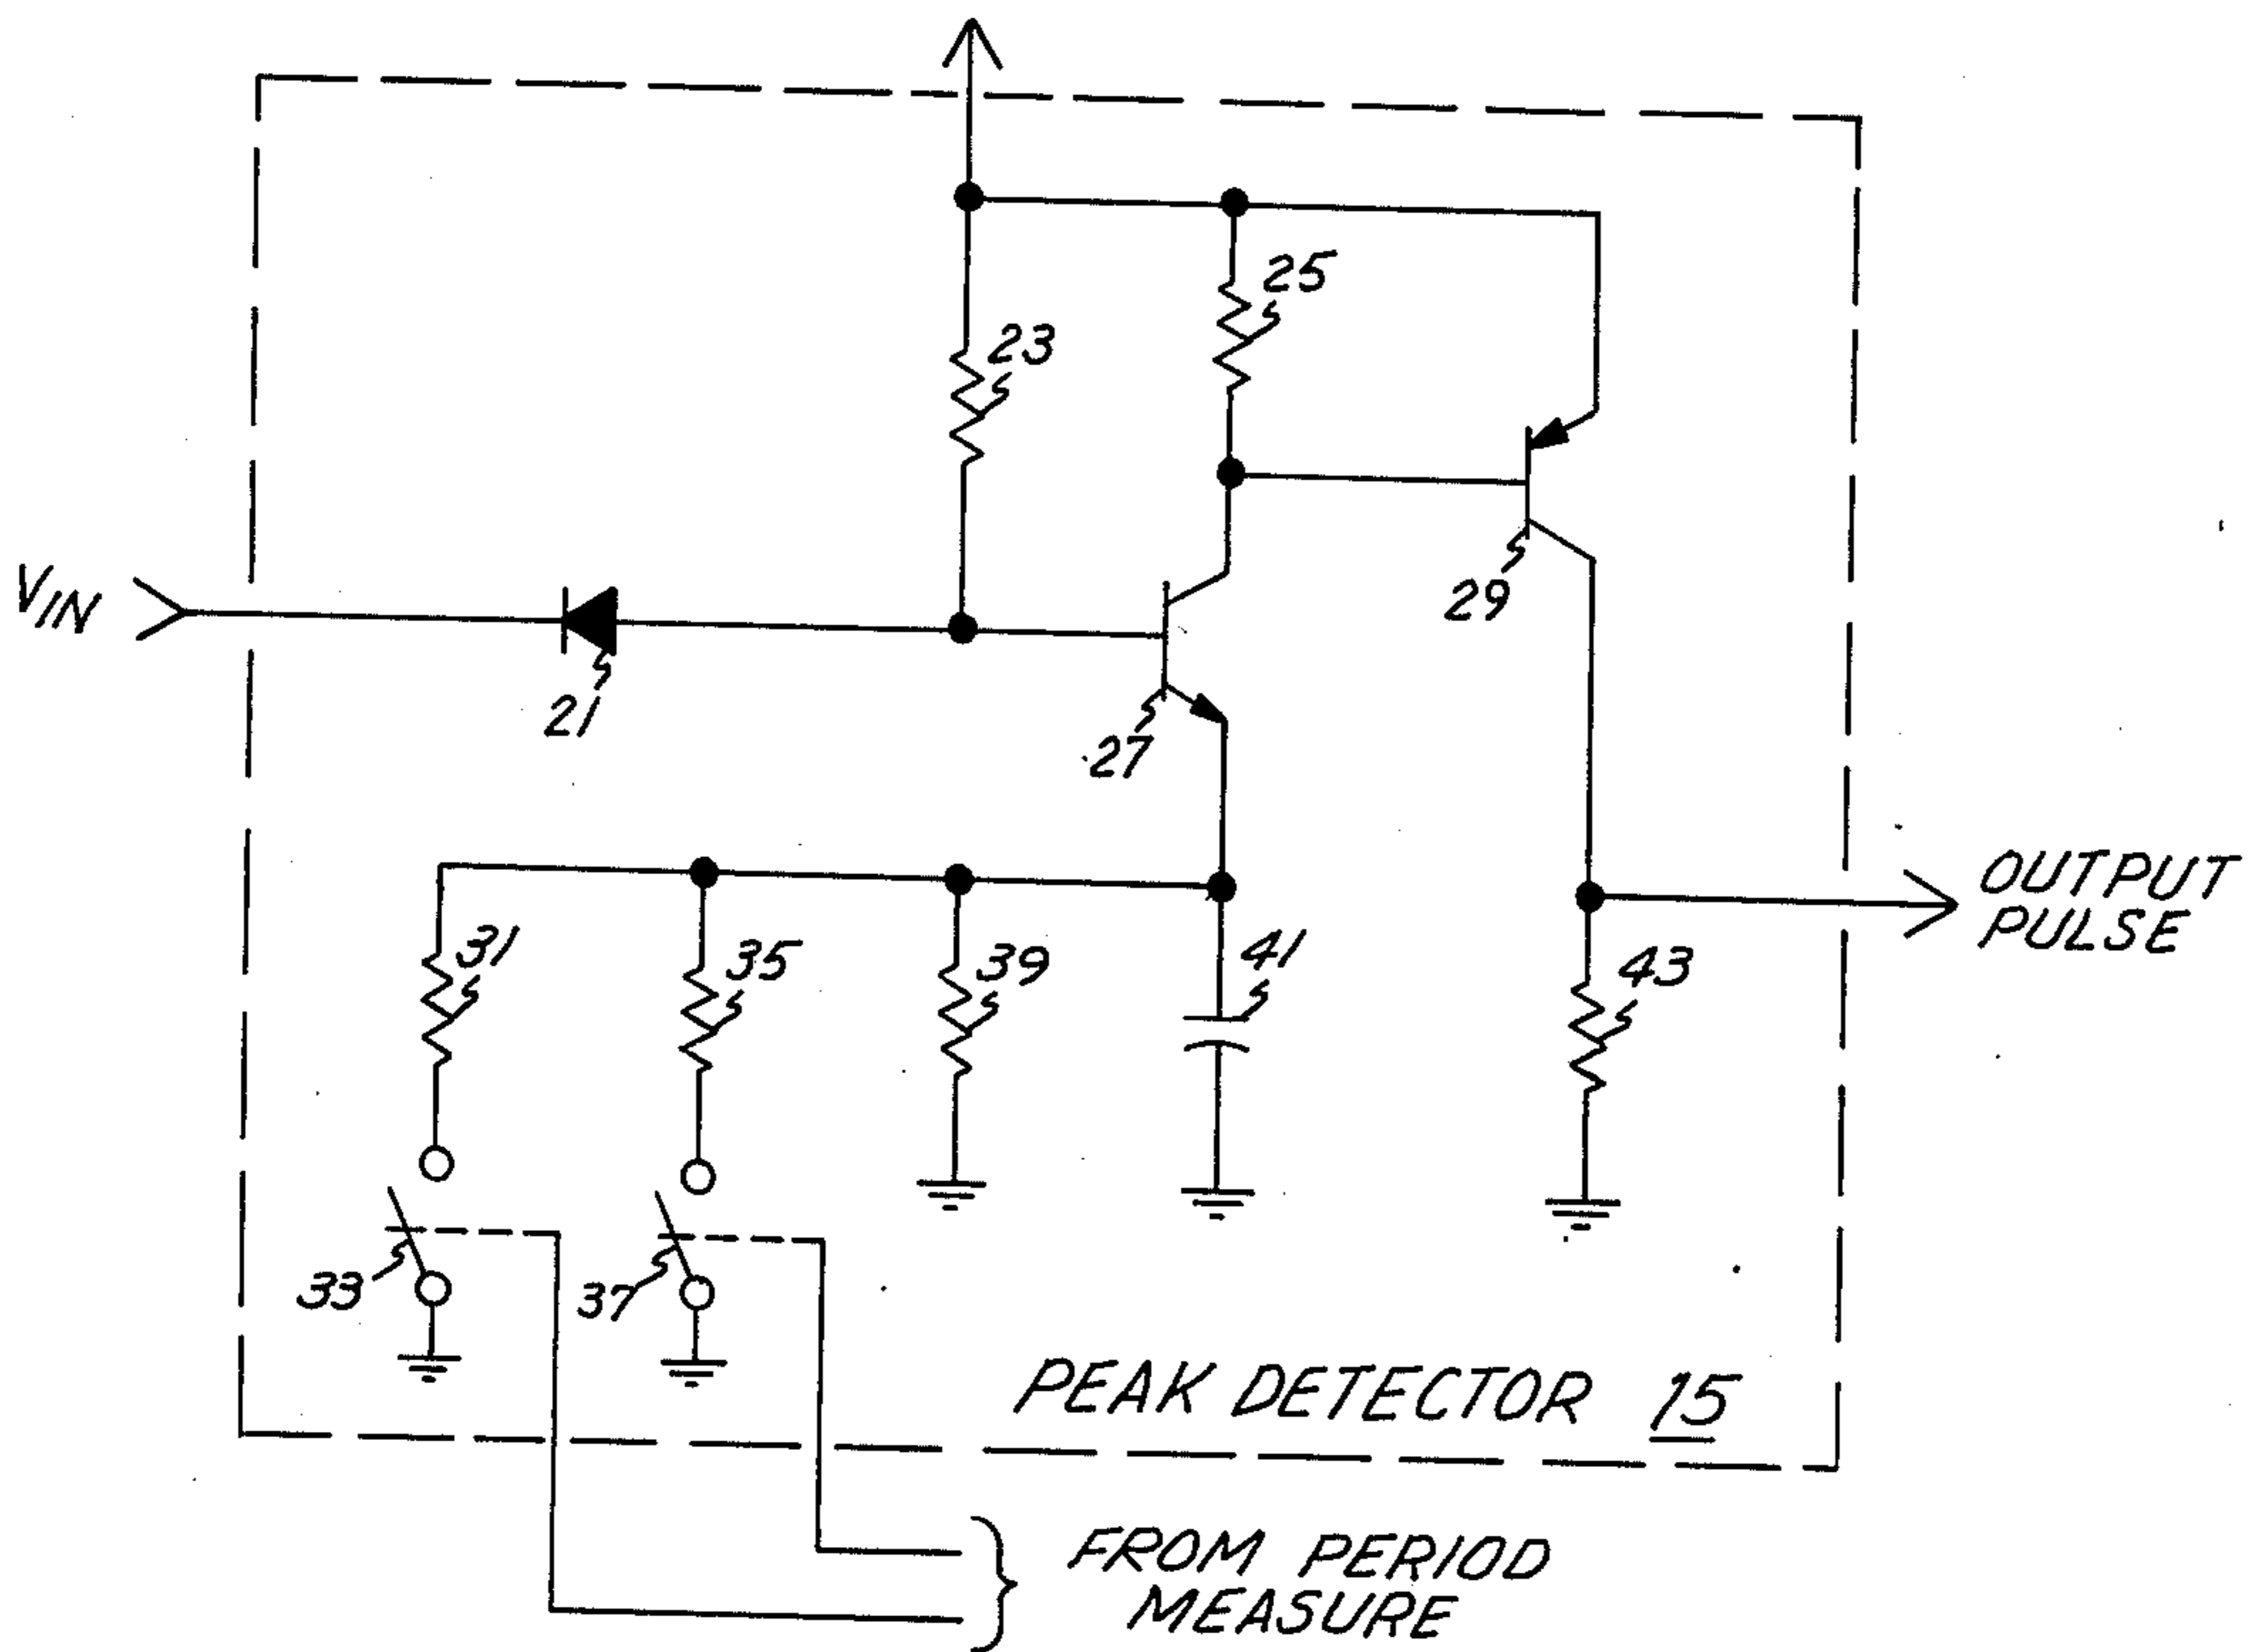 25
23
VIN
29
21
27
OUTPUT
PULSE
31
35
39
41
43
33
37
PEAK DETECTOR 15
FROM PERIOD
MEASURE